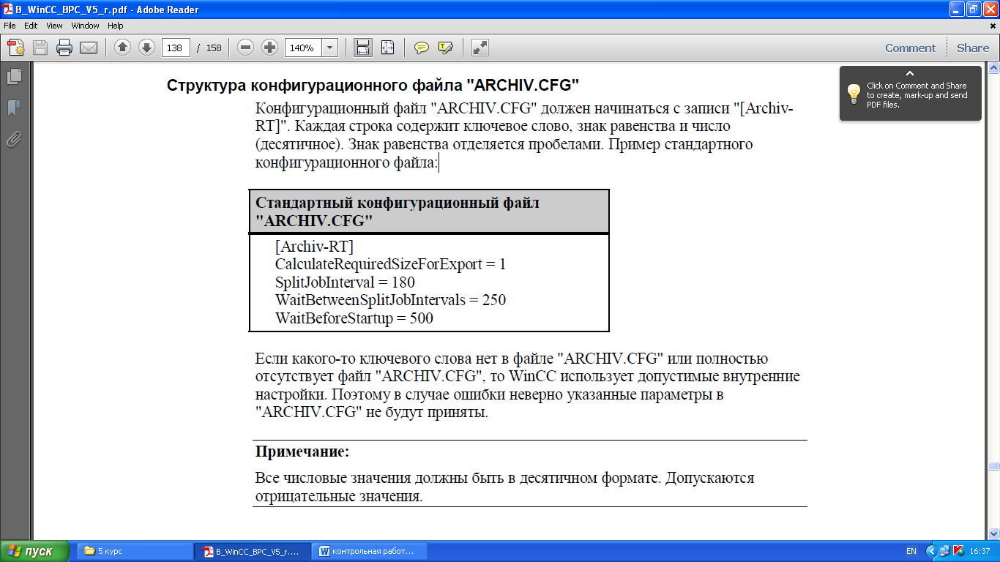 B_WinCC_BPC_V5_r.pdf - Adobe Reader
File Edit View Window Help
138 / 158 140% Comment Share
Click on Comment and Share
to create, mark-up and send
PDF files.
Структура конфигурационного файла "ARCHIV.CFG"
Конфигурационный файл "ARCHIV.CFG" должен начинаться с записи "[Archiv-
RT]". Каждая строка содержит ключевое слово, знак равенства и число
(десятичное). Знак равенства отделяется пробелами. Пример стандартного
конфигурационного файла:
Стандартный конфигурационный файл
"ARCHIV.CFG"
[Archiv-RT]
CalculateRequiredSizeForExport = 1
SplitJobInterval = 180
WaitBetweenSplitJobIntervals = 250
WaitBeforeStartup = 500
Если какого-то ключевого слова нет в файле "ARCHIV.CFG" или полностью
отсутствует файл "ARCHIV.CFG", то WinCC использует допустимые внутренние
настройки. Поэтому в случае ошибки неверно указанные параметры в
"ARCHIV.CFG" не будут приняты.
Примечание:
Все числовые значения должны быть в десятичном формате. Допускаются
отрицательные значения.
пуск 5 курс B_WinCC_BPC_V5_r.... контрольная работ... EN 16:37